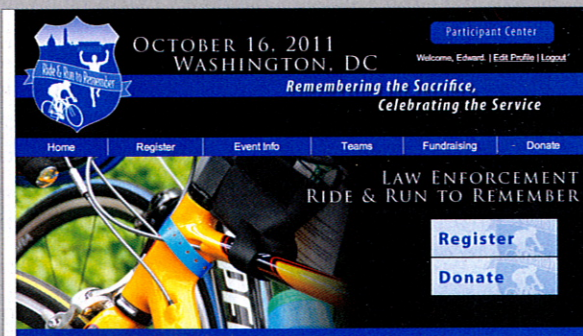 Ride & Run to Remember
OCTOBER 16, 2011
WASHINGTON, DC
Participant Center
Welcome, Edward. | Edit Profile | Logout
Remembering the Sacrifice,
Celebrating the Service
Home Register Event Info Teams Fundraising Donate
LAW ENFORCEMENT
RIDE & RUN TO REMEMBER
Register
Donate